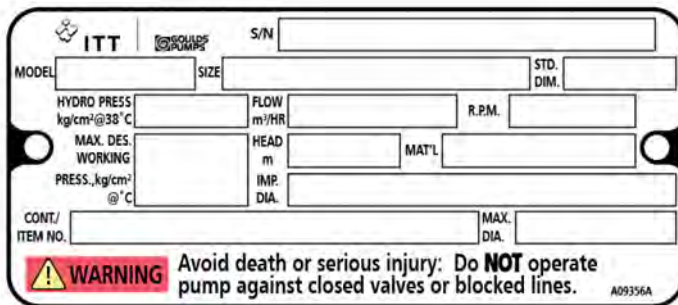 ITT GOULDS PUMPS S/N
MODEL SIZE STD. DIM.
HYDRO PRESS kg/cm²@38˚C FLOW m³/HR R.P.M.
MAX. DES. WORKING PRESS.,kg/cm² @˚C HEAD m MAT'L
IMP. DIA.
CONT./ ITEM NO. MAX. DIA.
WARNING
Avoid death or serious injury: Do NOT operate
pump against closed valves or blocked lines.
A09356A